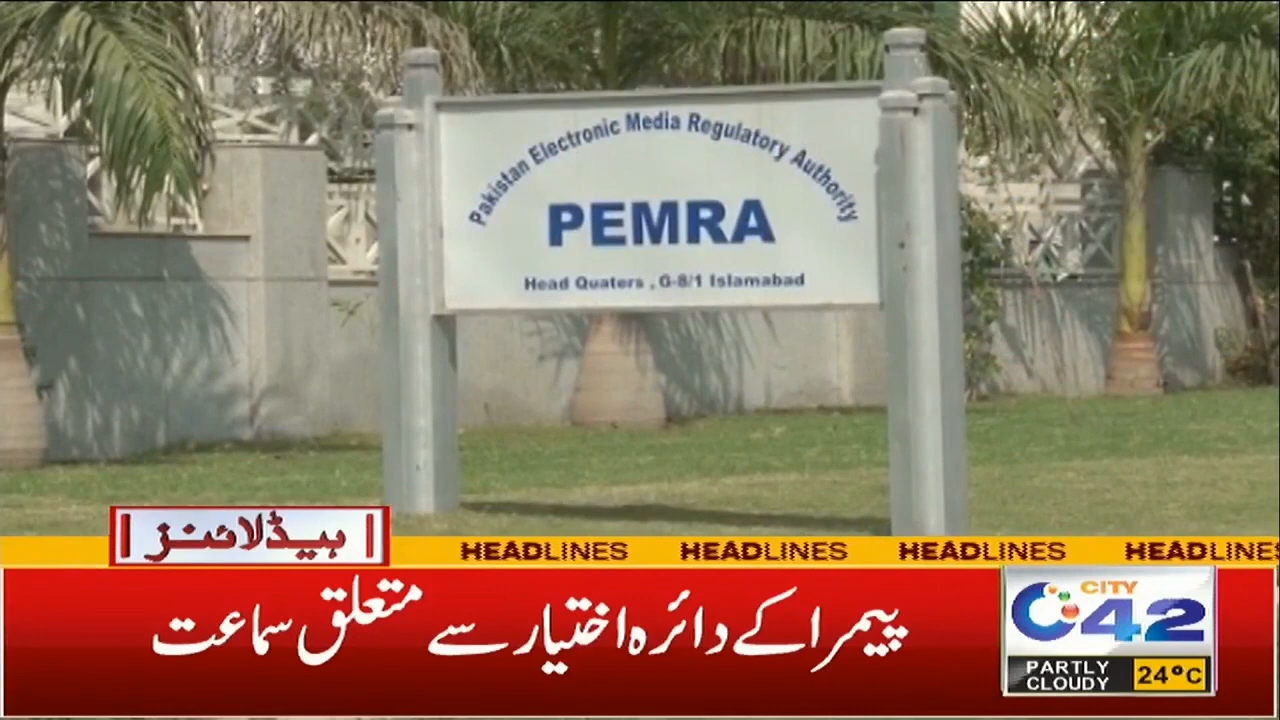 Pakistan Electronic Media Regulatory Authority
PEMRA
Head Quaters , G-8/1 Islamabad
ہیڈلائنز
HEADLINES HEADLINES HEADLINES HEADLINES
پیمرا کے دائرہ اختیار سے متعلق سماعت
CITY
42
PARTLY
CLOUDY
24°C